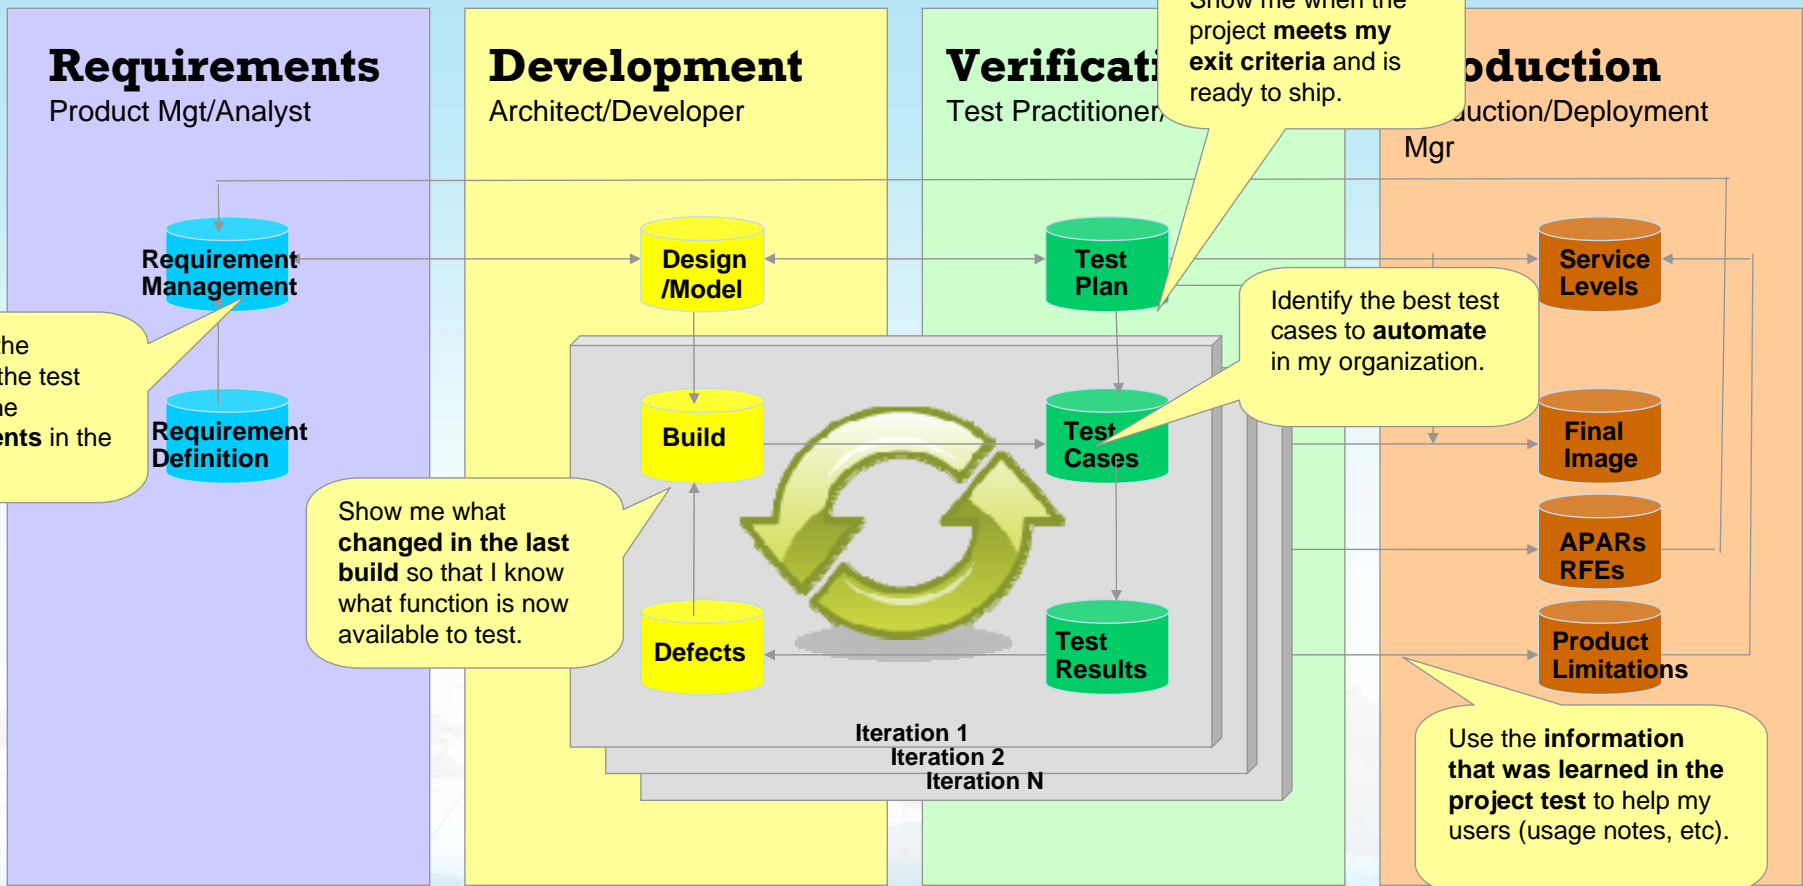 Requirements
Product Mgt/Analyst
Requirement
Management
the
the test
ents in the
Requirement
Definition
Development
Architect/Developer
Design
/Model
Build
Defects
Show me what
changed in the last
build so that I know
what function is now
available to test.
Test Practitioner/
Show me when the
project meets my
exit criteria and is
ready to ship.
Test
Plan
Test
Cases
Test
Results
Identify the best test
cases to automate
in my organization.
Iteration 1
Iteration 2
Iteration N
oduction
uction/Deployment
Mgr
Service
Levels
Final
Image
APARs
RFEs
Product
Limitations
Use the information
that was learned in the
project test to help my
users (usage notes, etc).